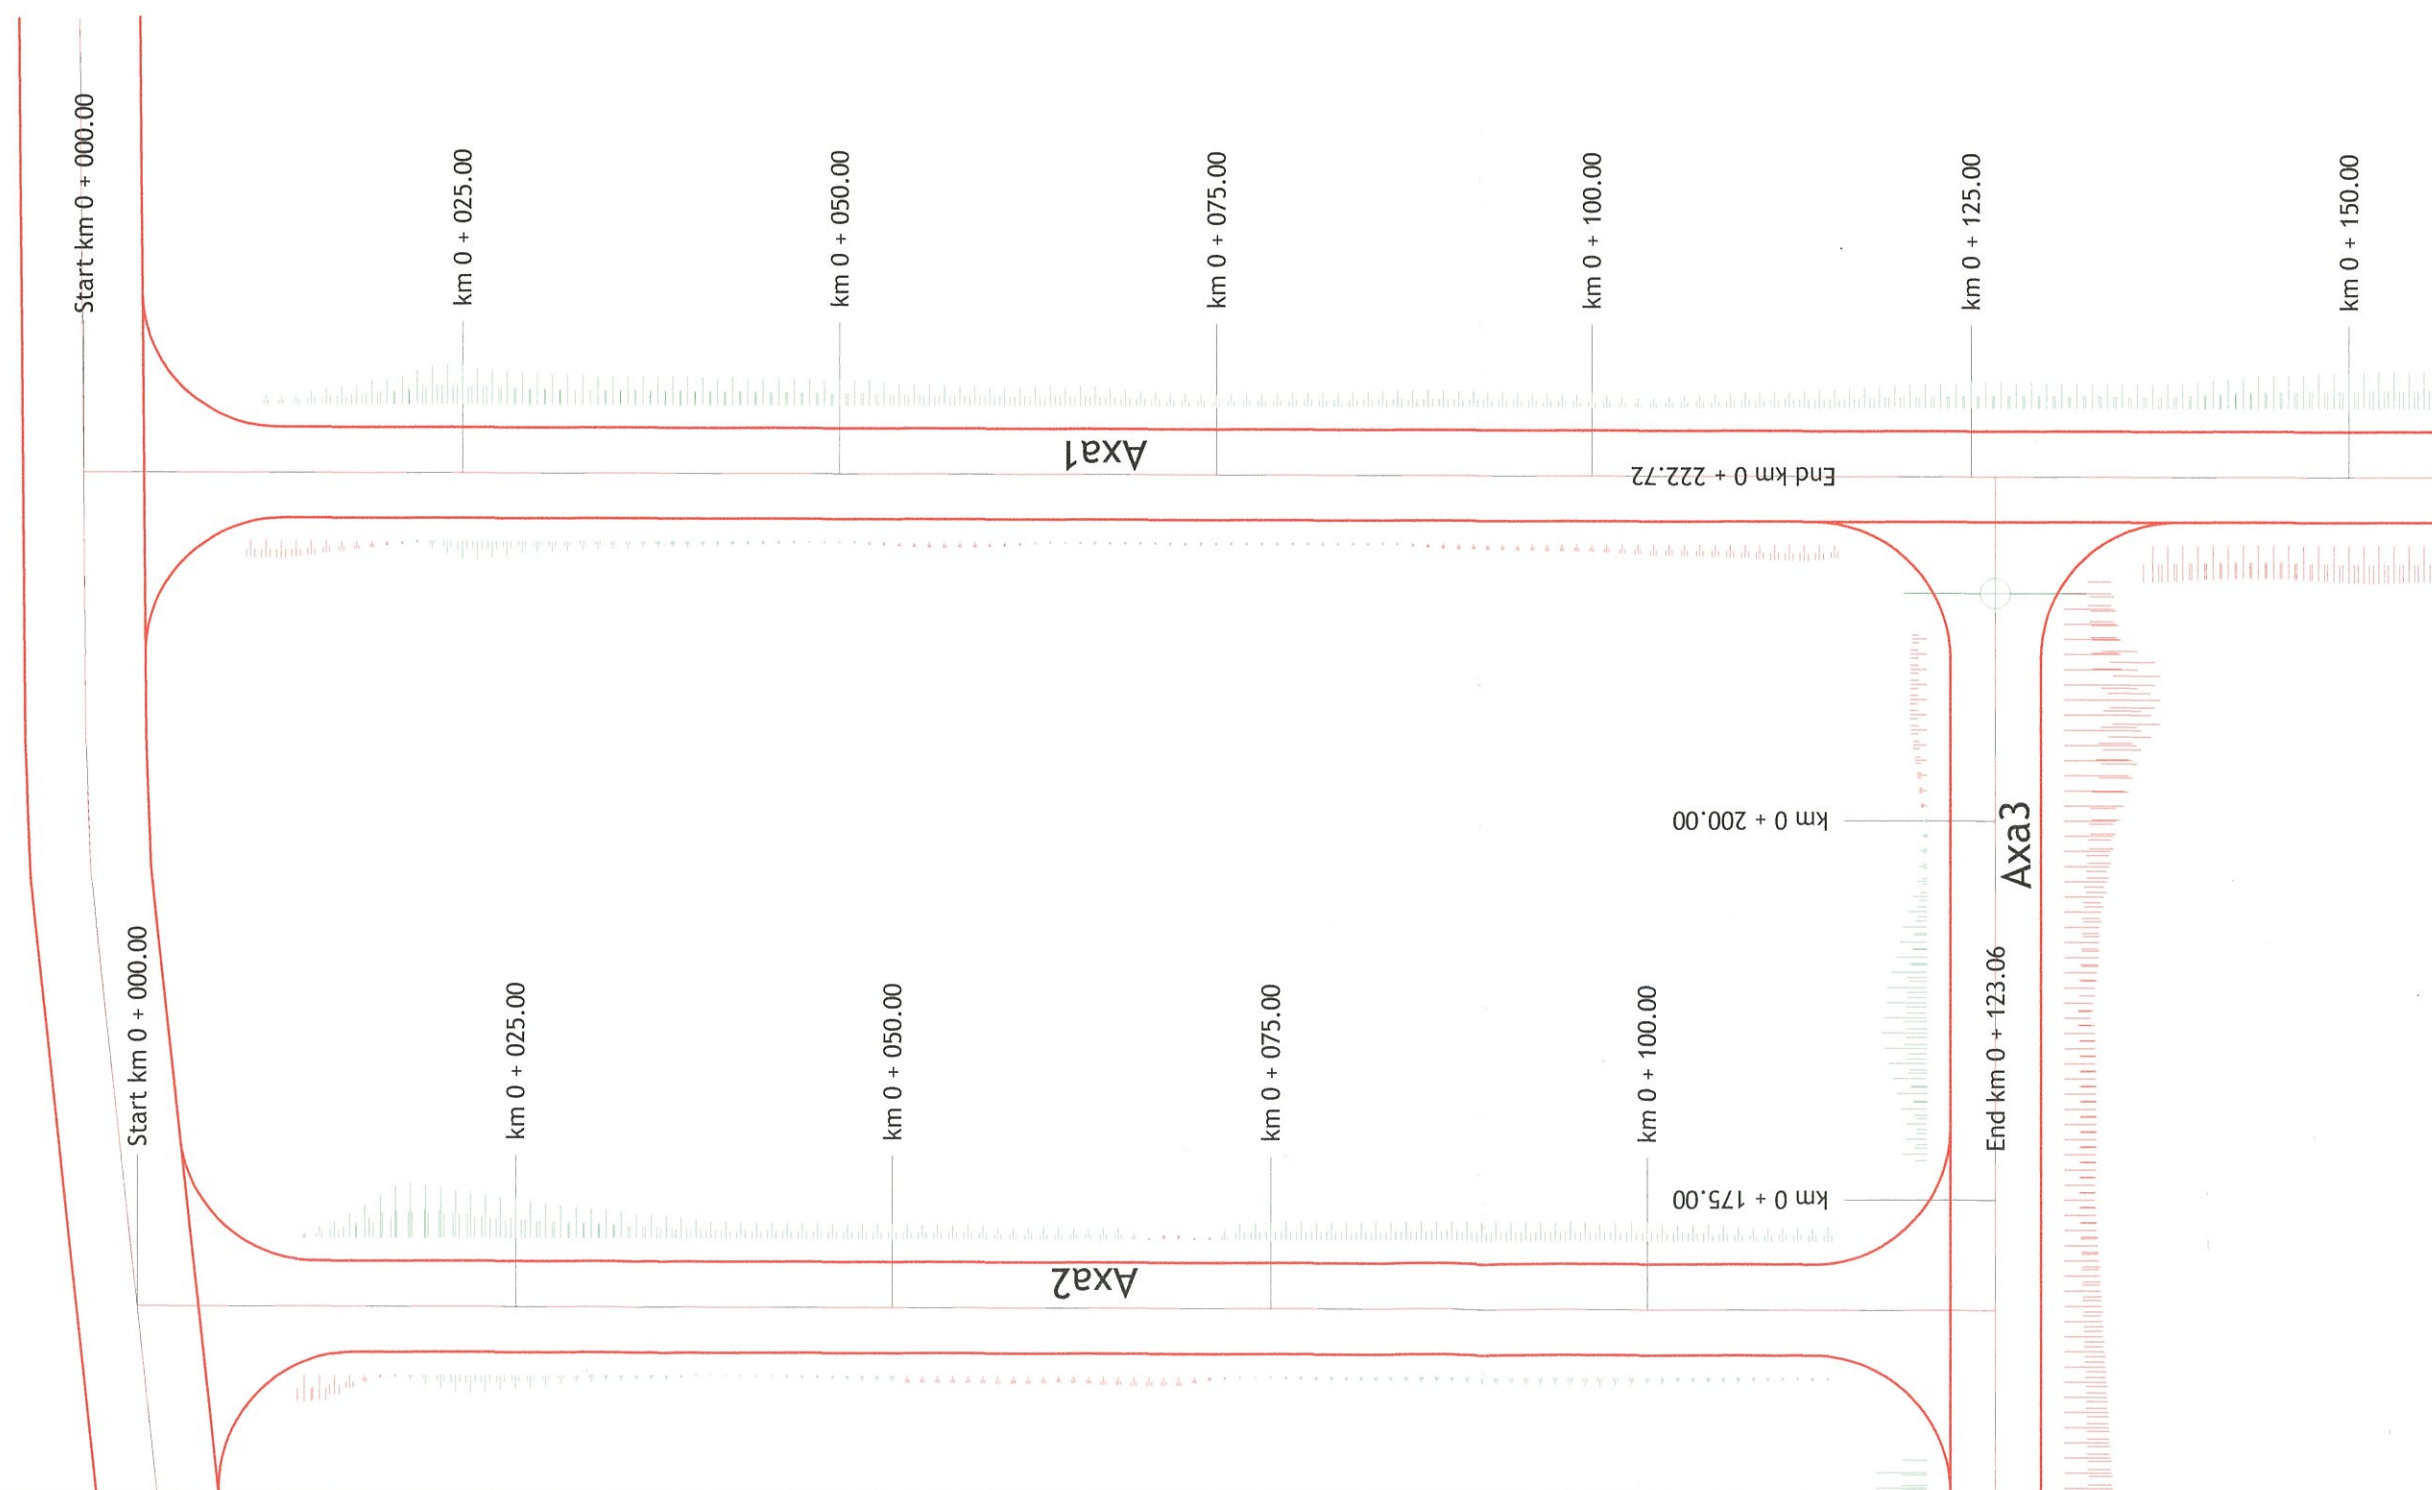 Start km 0 + 000.00
km 0 + 025.00
km 0 + 050.00
km 0 + 075.00
km 0 + 100.00
km 0 + 125.00
km 0 + 150.00
Axa1
End km 0 + 222.72
km 0 + 200.00
Axa3
Start km 0 + 000.00
km 0 + 025.00
km 0 + 050.00
km 0 + 075.00
km 0 + 100.00
End km 0 + 123.06
km 0 + 175.00
Axa2